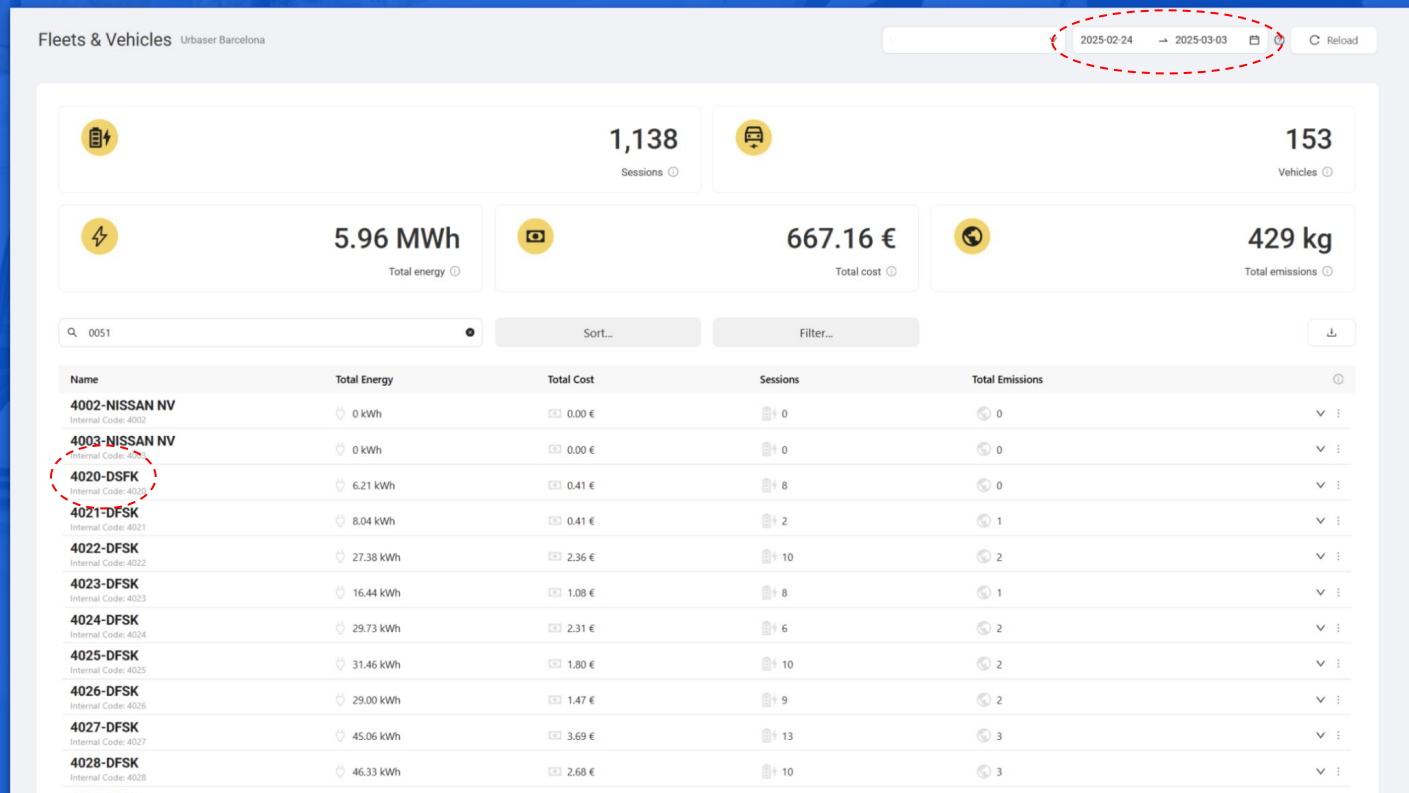 Fleets & Vehicles Urbaser Barcelona
2025-02-24 → 2025-03-03 Reload
1,138
Sessions
153
Vehicles
5.96 MWh
Total energy
667.16 €
Total cost
429 kg
Total emissions
0051 Sort... Filter...
Name Total Energy Total Cost Sessions Total Emissions
4002-NISSAN NV
Internal Code: 4002
0 kWh 0.00 € 0 0
4003-NISSAN NV
Internal Code: 4003
0 kWh 0.00 € 0 0
4020-DSFK
Internal Code: 4020
6.21 kWh 0.41 € 8 0
4021-DFSK
Internal Code: 4021
8.04 kWh 0.41 € 2 1
4022-DFSK
Internal Code: 4022
27.38 kWh 2.36 € 10 2
4023-DFSK
Internal Code: 4023
16.44 kWh 1.08 € 8 1
4024-DFSK
Internal Code: 4024
29.73 kWh 2.31 € 6 2
4025-DFSK
Internal Code: 4025
31.46 kWh 1.80 € 10 2
4026-DFSK
Internal Code: 4026
29.00 kWh 1.47 € 9 2
4027-DFSK
Internal Code: 4027
45.06 kWh 3.69 € 13 3
4028-DFSK
Internal Code: 4028
46.33 kWh 2.68 € 10 3